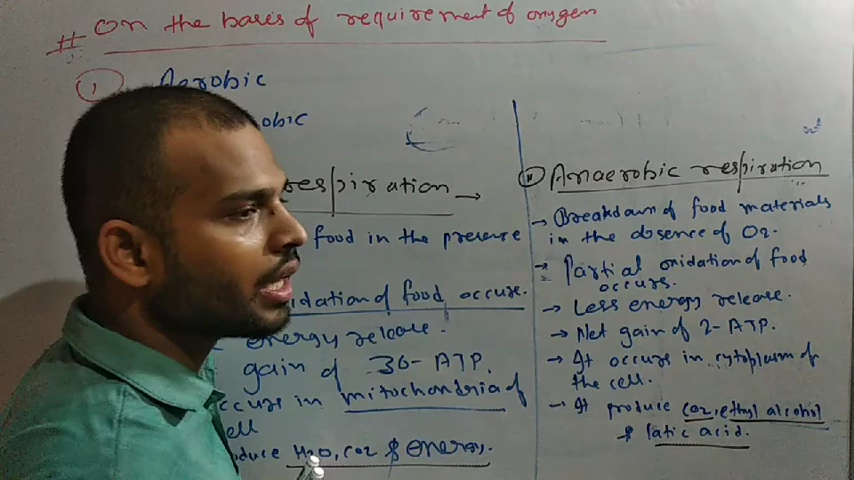 # On the basis of requirement of oxygen
1 Aerobic
obic
respiration →
food in the presence
idation of food occurs.
energy release.
gain of 36-ATP.
ccurs in mitochondria of
cell
duce H2O, CO2 & energy.
II Anaerobic respiration
→ Breakdown of food materials
in the absence of O2.
→ Partial oxidation of food
occurs.
→ Less energy release.
→ Net gain of 2-ATP.
→ It occurs in cytoplasm of
the cell.
→ It produce CO2, ethyl alcohol
& latic acid.